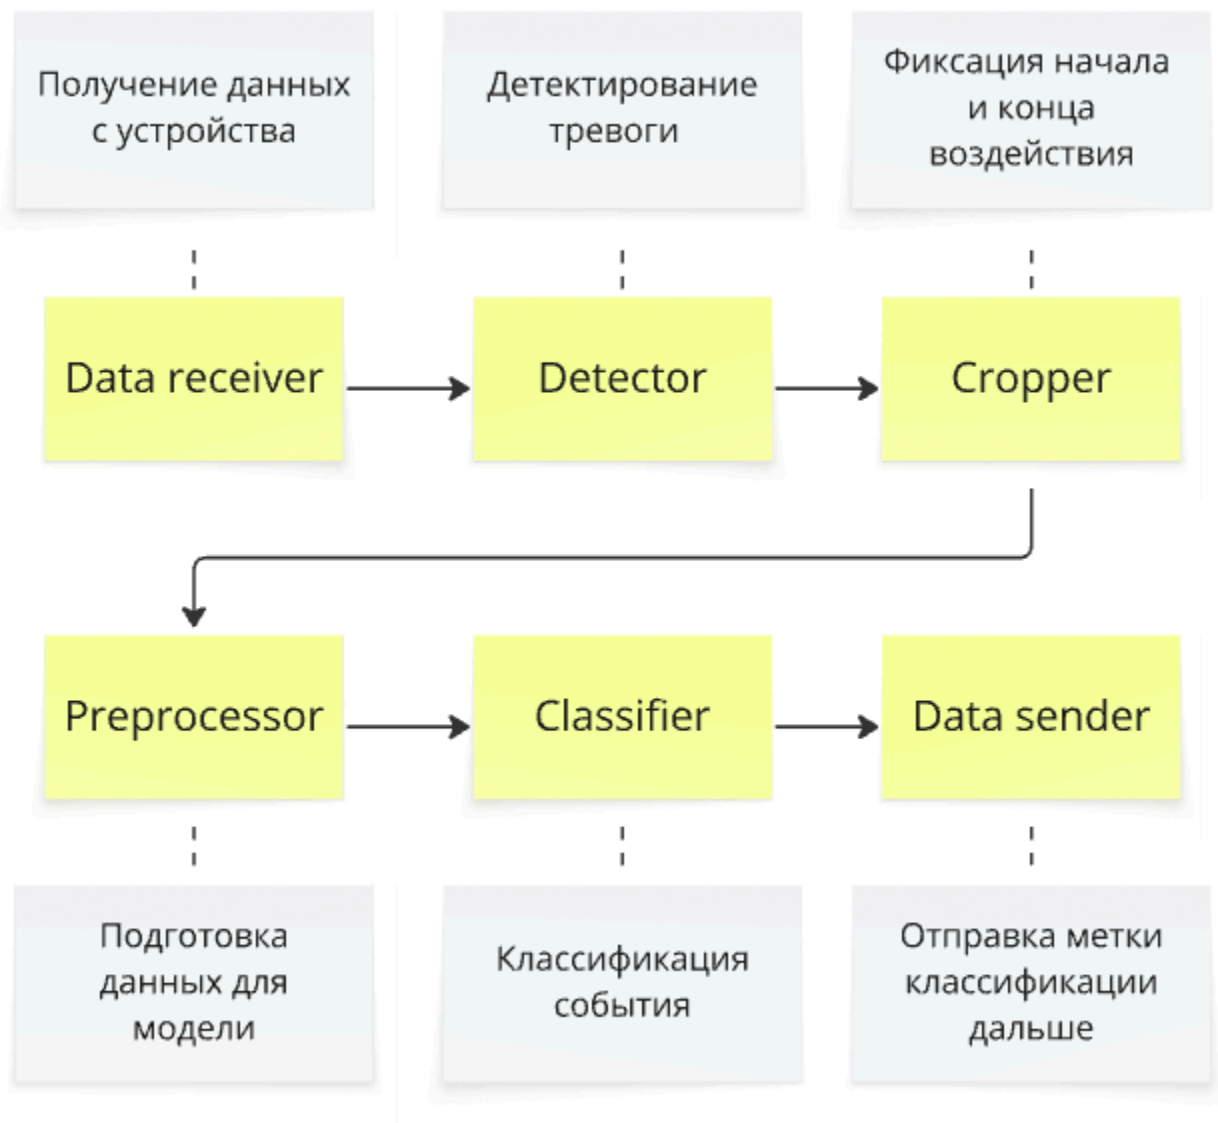 Получение данных
с устройства
Детектирование
тревоги
Фиксация начала
и конца
воздействия
Data receiver
Detector
Cropper
Preprocessor
Classifier
Data sender
Подготовка
данных для
модели
Классификация
события
Отправка метки
классификации
дальше